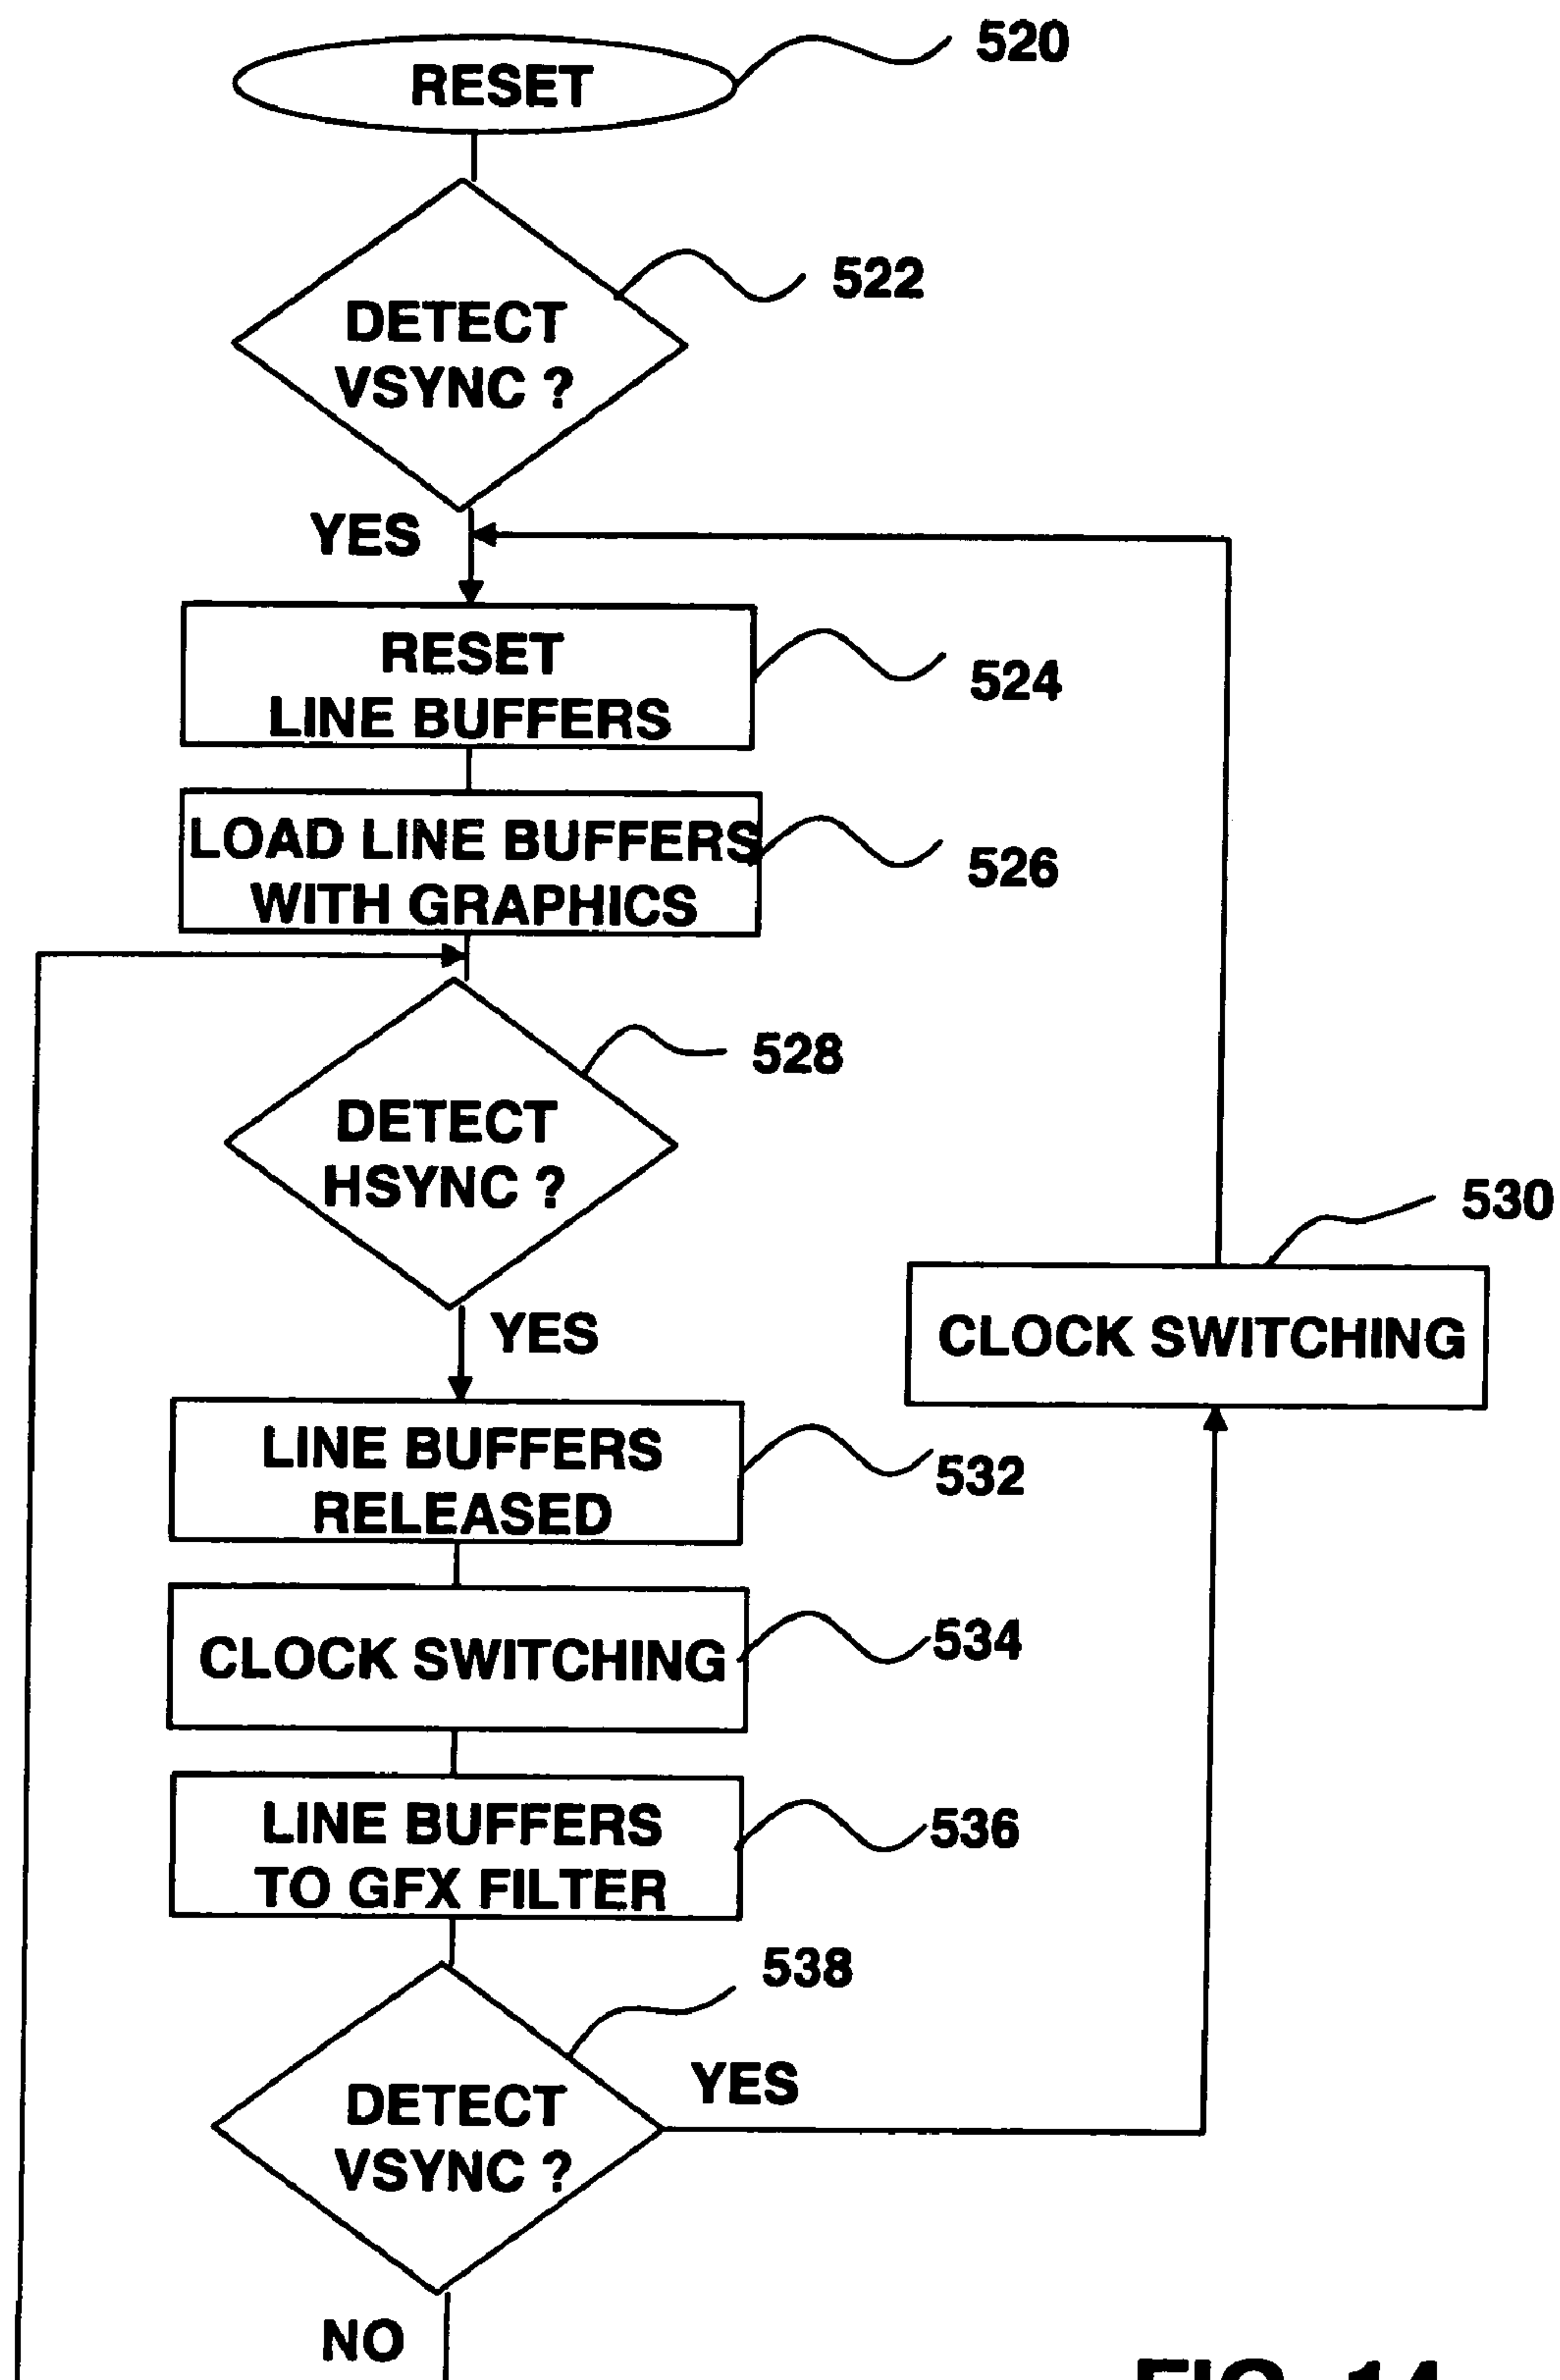 RESET
520
DETECT
VSYNC ?
522
YES
RESET
LINE BUFFERS
524
LOAD LINE BUFFERS
WITH GRAPHICS
526
DETECT
HSYNC ?
528
YES
530
CLOCK SWITCHING
LINE BUFFERS
RELEASED
532
CLOCK SWITCHING
534
LINE BUFFERS
TO GFX FILTER
536
538
DETECT
VSYNC ?
YES
NO
FIG. 14